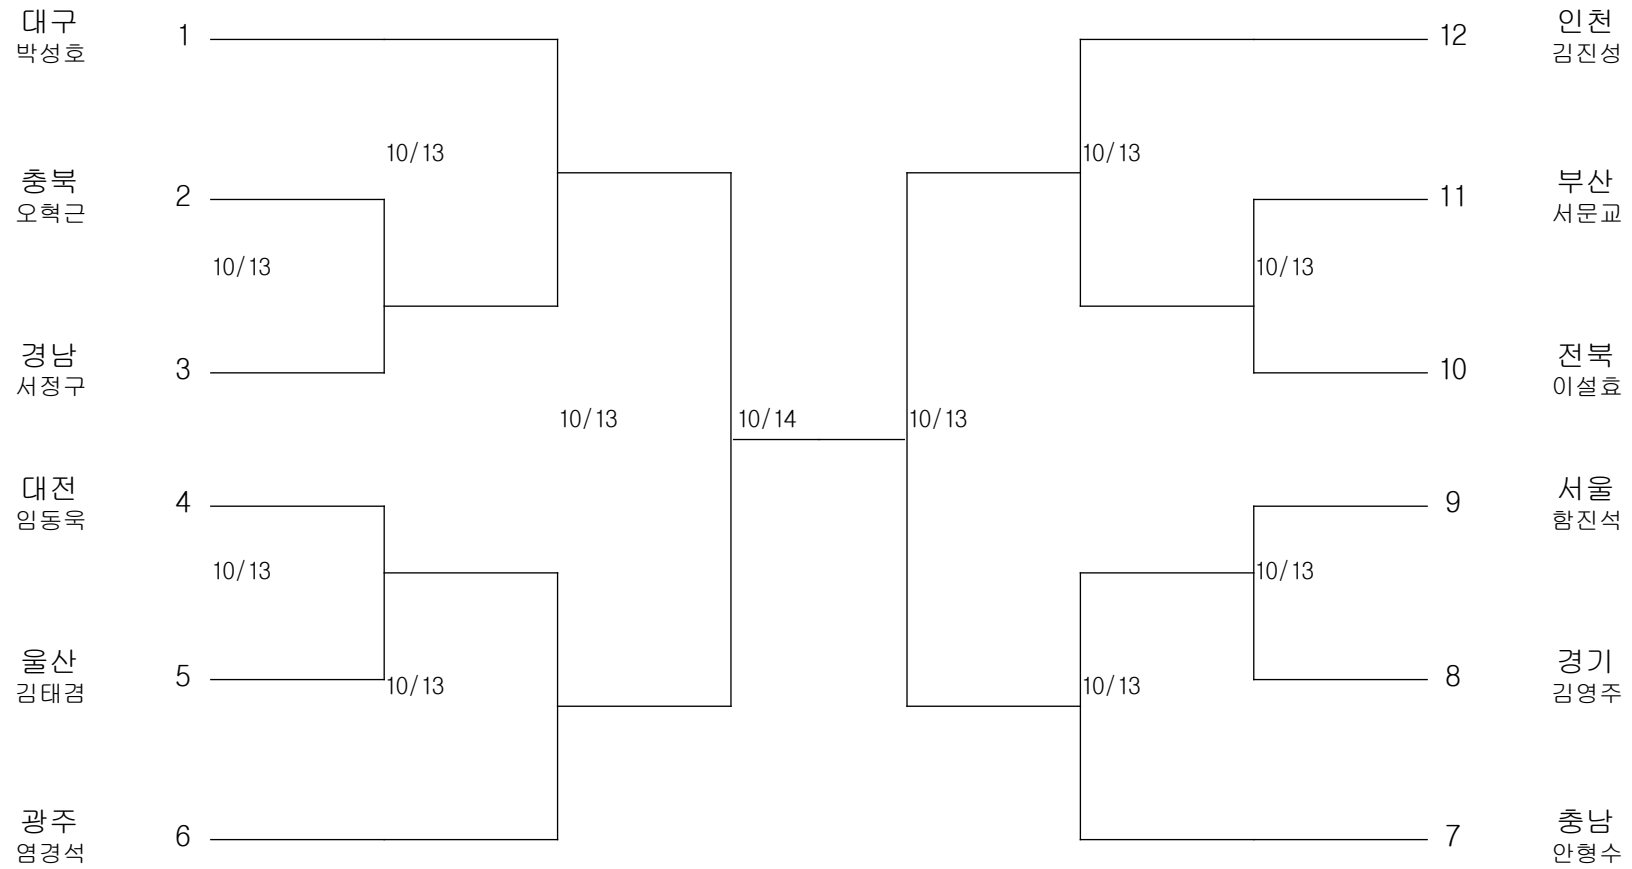 대구 1 12 인천
박성호 김진성
10/13 10/13
충북 2 11 부산
오혁근 서문교
10/13 10/13
경남 3 10 전북
서정구 이설효
10/13 10/14 10/13
대전 4 9 서울
임동욱 함진석
10/13 10/13
울산 5 8 경기
김태겸 10/13 10/13 김영주
광주 6 7 충남
염경석 안형수